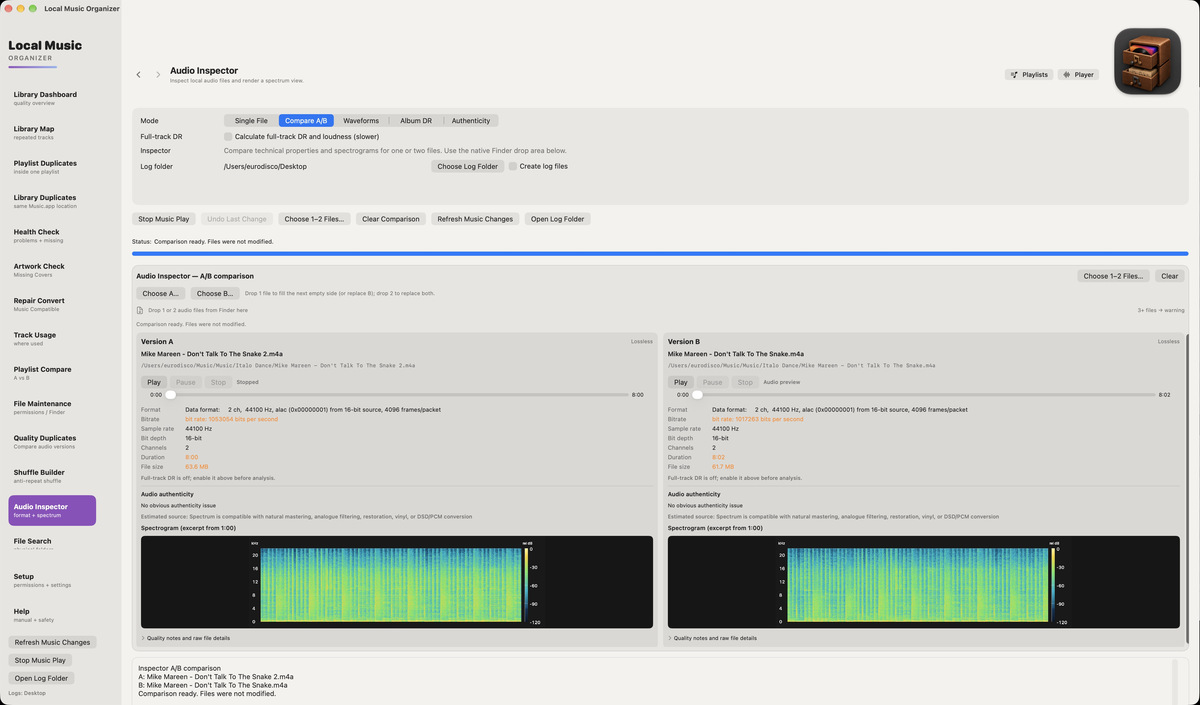 Local Music Organizer
Local Music
ORGANIZER
Library Dashboard
quality overview
Library Map
repeated tracks
Playlist Duplicates
inside one playlist
Library Duplicates
same Music.app location
Health Check
problems + missing
Artwork Check
Missing Covers
Repair Convert
Music Compatible
Track Usage
where used
Playlist Compare
A vs B
File Maintenance
permissions / Finder
Quality Duplicates
Compare audio versions
Shuffle Builder
anti-repeat shuffle
Audio Inspector
format + spectrum
File Search
Setup
permissions + settings
Help
manual + safety
Refresh Music Changes
Stop Music Play
Open Log Folder
Logs: Desktop
Audio Inspector
Inspect local audio files and render a spectrum view.
Playlists
Player
Mode
Single File
Compare A/B
Waveforms
Album DR
Authenticity
Full-track DR
Calculate full-track DR and loudness (slower)
Inspector
Compare technical properties and spectrograms for one or two files. Use the native Finder drop area below.
Log folder
/Users/eurodisco/Desktop
Choose Log Folder
Create log files
Stop Music Play
Undo Last Change
Choose 1–2 Files...
Clear Comparison
Refresh Music Changes
Open Log Folder
Status: Comparison ready. Files were not modified.
Audio Inspector — A/B comparison
Choose 1–2 Files...
Clear
Choose A...
Choose B...
Drop 1 file to fill the next empty side (or replace B); drop 2 to replace both.
Drop 1 or 2 audio files from Finder here
3+ files → warning
Comparison ready. Files were not modified.
Version A
Lossless
Mike Mareen - Don't Talk To The Snake 2.m4a
/Users/eurodisco/Music/Music/Italo Dance/Mike Mareen - Don't Talk To The Snake 2.m4a
Play
Pause
Stop
Stopped
0:00
8:00
Format
Data format: 2 ch, 44100 Hz, alac (0x00000001) from 16-bit source, 4096 frames/packet
Bitrate
bit rate: 1053054 bits per second
Sample rate
44100 Hz
Bit depth
16-bit
Channels
2
Duration
8:00
File size
63.6 MB
Full-track DR is off; enable it above before analysis.
Audio authenticity
No obvious authenticity issue
Estimated source: Spectrum is compatible with natural mastering, analogue filtering, restoration, vinyl, or DSD/PCM conversion
Spectrogram (excerpt from 1:00)
kHz
20
16
12
8
4
0
rel dB
0
-30
-60
-90
-120
Quality notes and raw file details
Version B
Lossless
Mike Mareen - Don't Talk To The Snake.m4a
/Users/eurodisco/Music/Music/Italo Dance/Mike Mareen - Don't Talk To The Snake.m4a
Play
Pause
Stop
Audio preview
0:00
8:02
Format
Data format: 2 ch, 44100 Hz, alac (0x00000001) from 16-bit source, 4096 frames/packet
Bitrate
bit rate: 1017363 bits per second
Sample rate
44100 Hz
Bit depth
16-bit
Channels
2
Duration
8:02
File size
61.7 MB
Full-track DR is off; enable it above before analysis.
Audio authenticity
No obvious authenticity issue
Estimated source: Spectrum is compatible with natural mastering, analogue filtering, restoration, vinyl, or DSD/PCM conversion
Spectrogram (excerpt from 1:00)
kHz
20
16
12
8
4
0
rel dB
0
-30
-60
-90
-120
Quality notes and raw file details
Inspector A/B comparison
A: Mike Mareen - Don't Talk To The Snake 2.m4a
B: Mike Mareen - Don't Talk To The Snake.m4a
Comparison ready. Files were not modified.